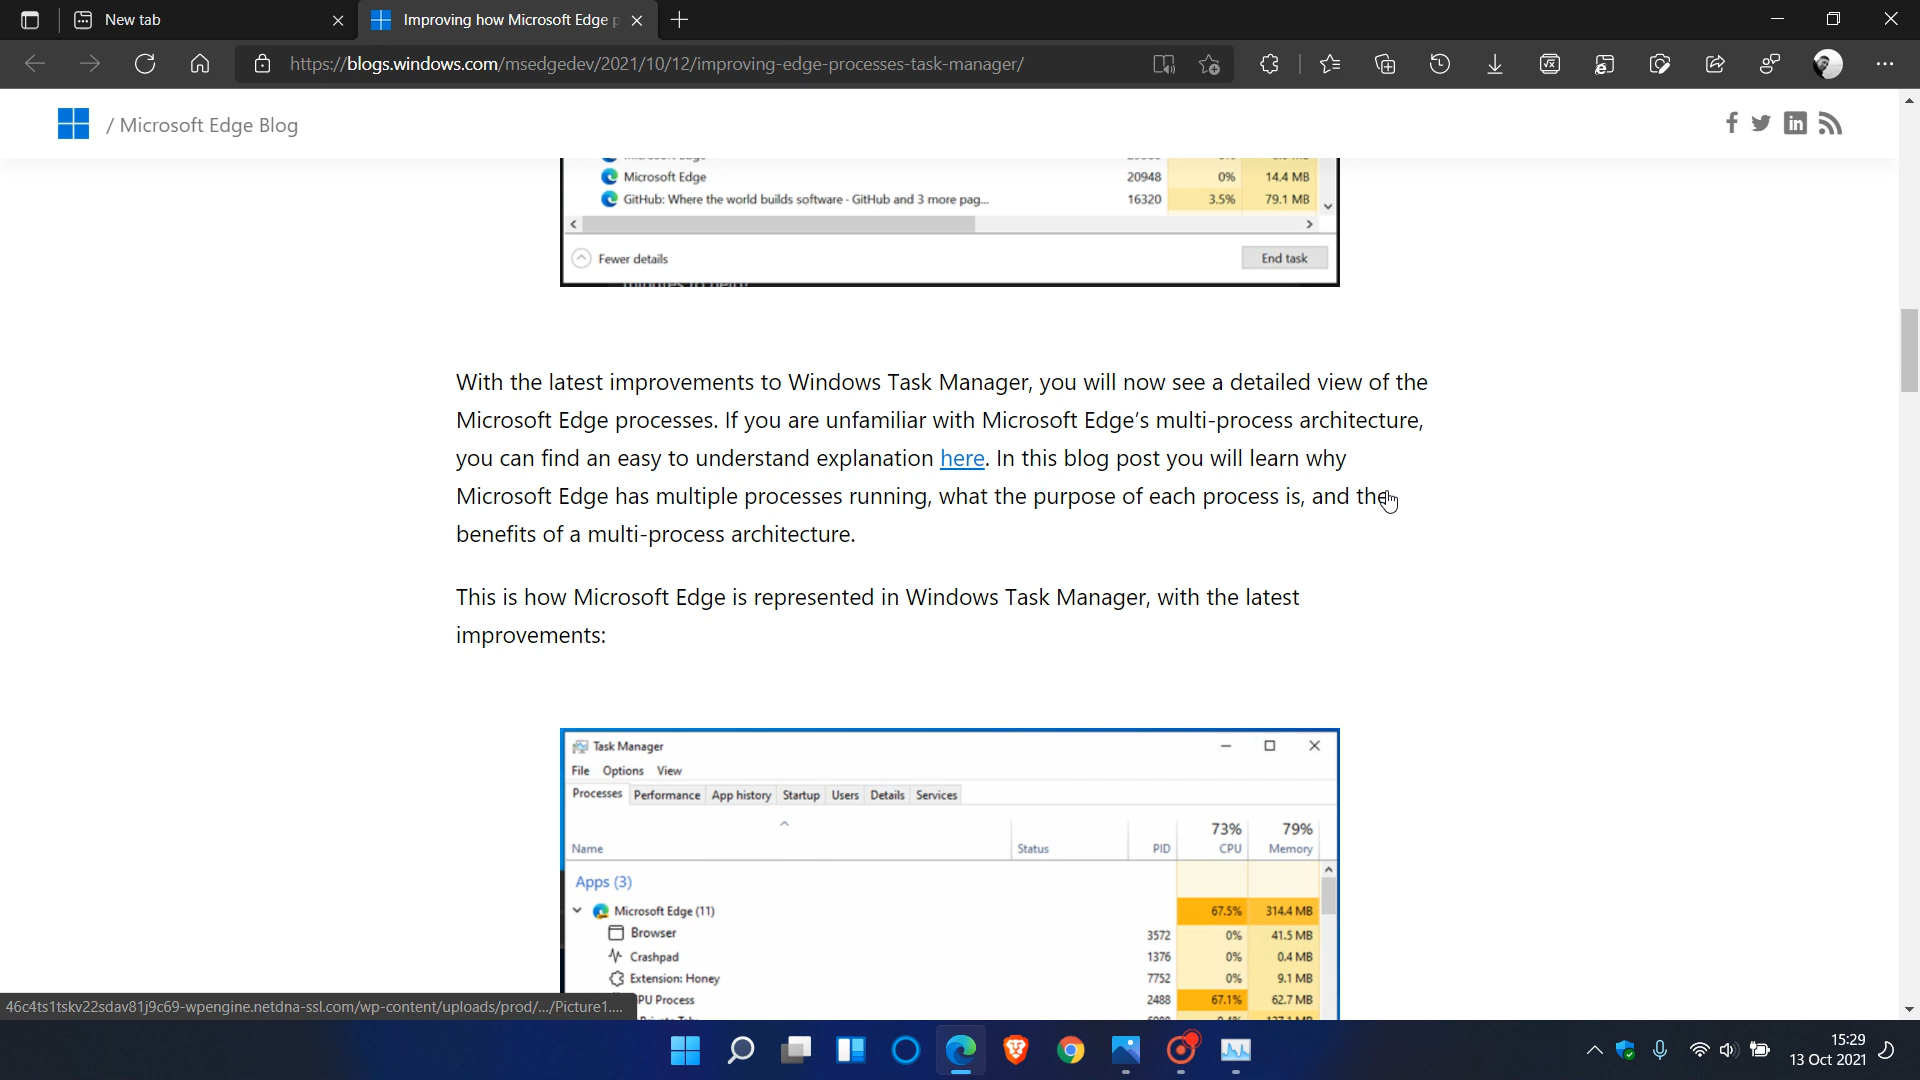 New tab
Improving how Microsoft Edge p
https://blogs.windows.com/msedgedev/2021/10/12/improving-edge-processes-task-manager/
/ Microsoft Edge Blog
Microsoft Edge 20948 0% 14.4 MB
GitHub: Where the world builds software - GitHub and 3 more pag... 16320 3.5% 79.1 MB
Fewer details End task
With the latest improvements to Windows Task Manager, you will now see a detailed view of the
Microsoft Edge processes. If you are unfamiliar with Microsoft Edge’s multi-process architecture,
you can find an easy to understand explanation here. In this blog post you will learn why
Microsoft Edge has multiple processes running, what the purpose of each process is, and the
benefits of a multi-process architecture.
This is how Microsoft Edge is represented in Windows Task Manager, with the latest
improvements:
Task Manager
File Options View
Processes Performance App history Startup Users Details Services
73% 79%
Name Status PID CPU Memory
Apps (3)
Microsoft Edge (11) 67.5% 314.4 MB
Browser 3572 0% 41.5 MB
Crashpad 1376 0% 0.4 MB
Extension: Honey 7752 0% 9.1 MB
PU Process 2488 67.1% 62.7 MB
46c4ts1tskv22sdav81j9c69-wpengine.netdna-ssl.com/wp-content/uploads/prod/.../Picture1....
15:29
13 Oct 2021